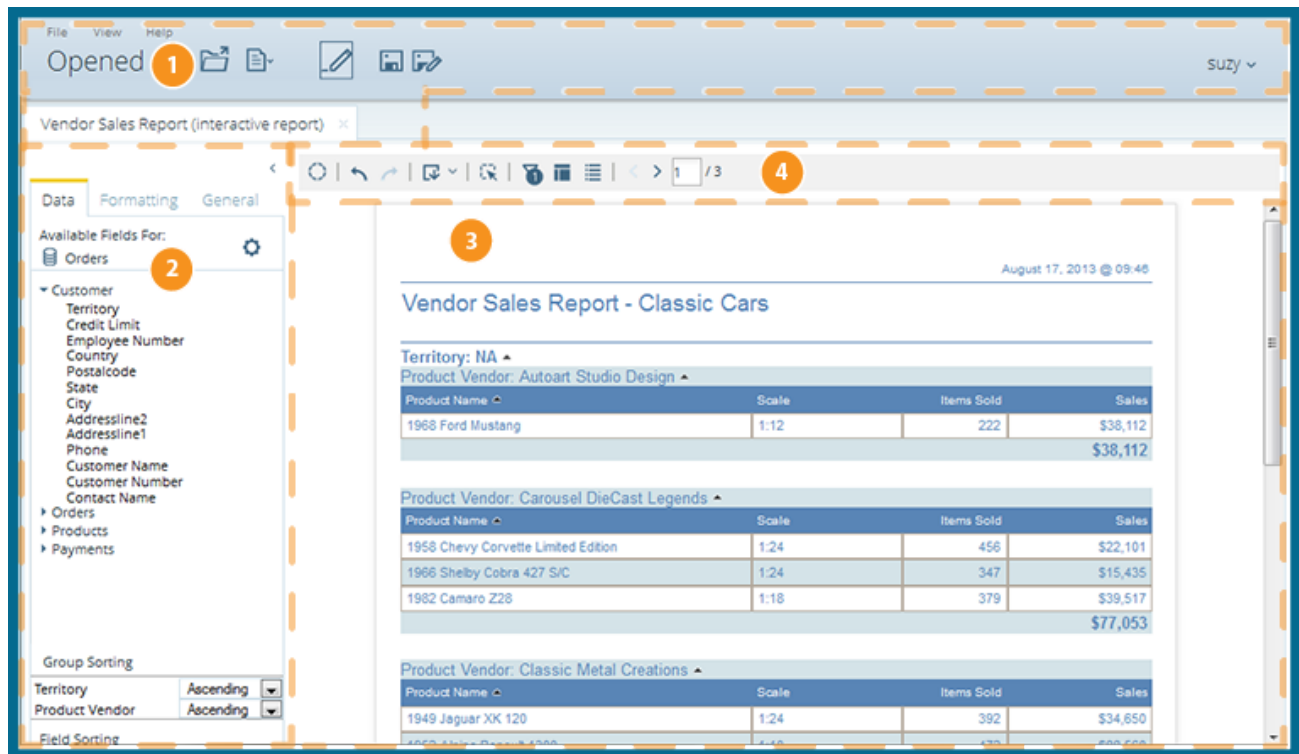 File View Help
Opened 1
suzy
Vendor Sales Report (interactive report) ×
1 1 / 3 4
Data Formatting General
Available Fields For:
Orders
2
Customer
Territory
Credit Limit
Employee Number
Country
Postalcode
State
City
Addressline2
Addressline1
Phone
Customer Name
Customer Number
Contact Name
Orders
Products
Payments
Group Sorting
Territory Ascending
Product Vendor Ascending
Field Sorting
3
August 17, 2013 @ 09:46
Vendor Sales Report - Classic Cars
Territory: NA
Product Vendor: Autoart Studio Design
Product Name Scale Items Sold Sales
1968 Ford Mustang 1:12 222 $38,112
$38,112
Product Vendor: Carousel DieCast Legends
Product Name Scale Items Sold Sales
1958 Chevy Corvette Limited Edition 1:24 456 $22,101
1966 Shelby Cobra 427 S/C 1:24 347 $15,435
1982 Camaro Z28 1:18 379 $39,517
$77,053
Product Vendor: Classic Metal Creations
Product Name Scale Items Sold Sales
1949 Jaguar XK 120 1:24 392 $34,650